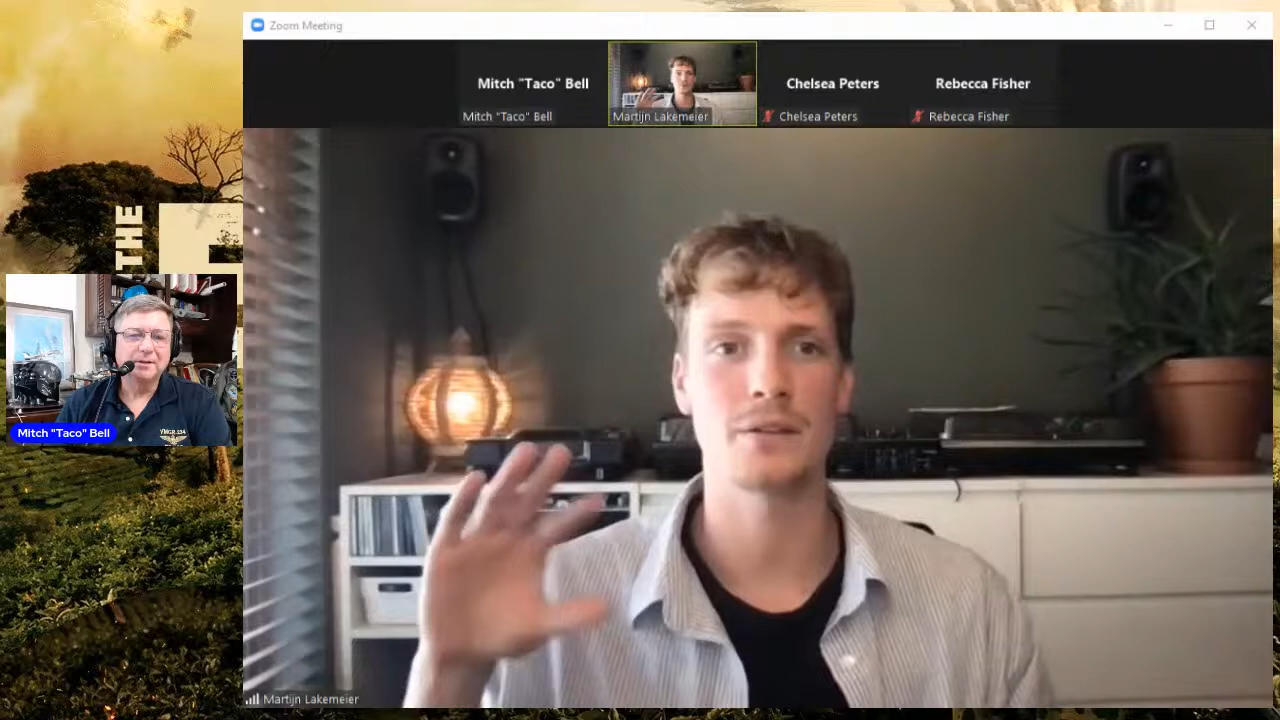 Zoom Meeting
Mitch "Taco" Bell
Chelsea Peters
Rebecca Fisher
Mitch "Taco" Bell
Martijn Lakemeier
Chelsea Peters
Rebecca Fisher
THE
Mitch "Taco" Bell
Martijn Lakemeier